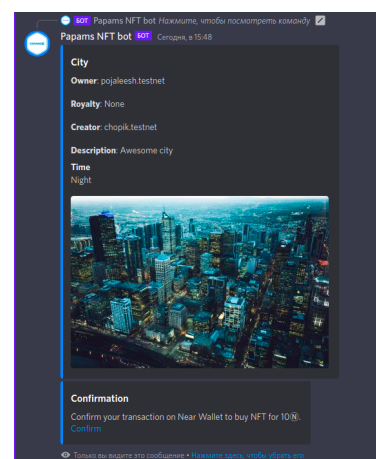 БОТ Papams NFT bot Нажмите, чтобы посмотреть команду
Papams NFT bot БОТ Сегодня, в 15:48
City
Owner: pojaleesh.testnet
Royalty: None
Creator: chopik.testnet
Description: Awesome city
Time
Night
Confirmation
Confirm your transaction on Near Wallet to buy NFT for 10Ⓝ.
Confirm
Только вы видите это сообщение • Нажмите здесь, чтобы убрать его